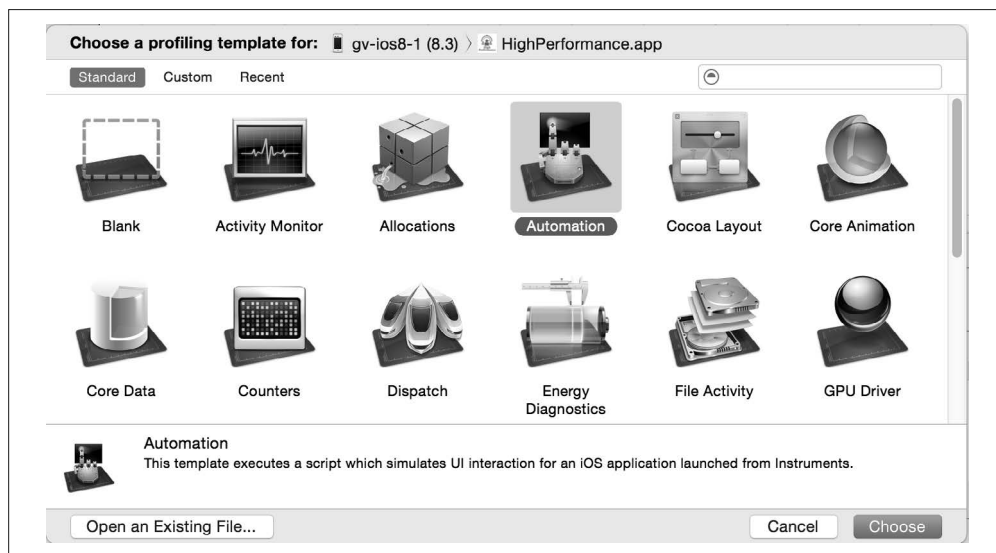 Choose a profiling template for: gv-ios8-1 (8.3) 〉 HighPerformance.app
Standard Custom Recent
Blank Activity Monitor Allocations Automation Cocoa Layout Core Animation
Core Data Counters Dispatch Energy Diagnostics File Activity GPU Driver
Automation
This template executes a script which simulates UI interaction for an iOS application launched from Instruments.
Open an Existing File... Cancel Choose